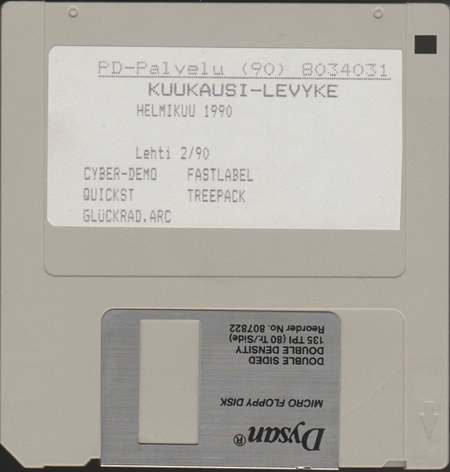 PD-Palvelu (90) 8034031
KUUKAUSI-LEVYKE
HELMIKUU 1990
Lehti 2/90
CYBER-DEMO FASTLABEL
QUICKST TREEPACK
GLÜCKRAD.ARC
Dysan®
MICRO FLOPPY DISK
DOUBLE SIDED
DOUBLE DENSITY
135 TPI (80 Tr./Side)
Reorder No. 807822